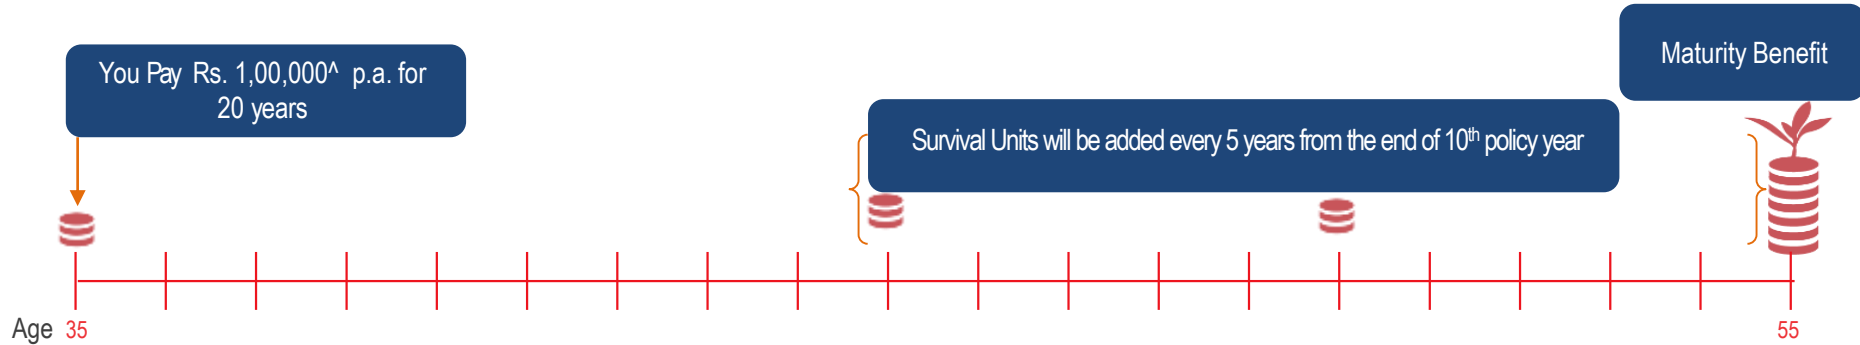 You Pay Rs. 1,00,000^ p.a. for
20 years
Maturity Benefit
Survival Units will be added every 5 years from the end of 10th policy year
Age 35
55